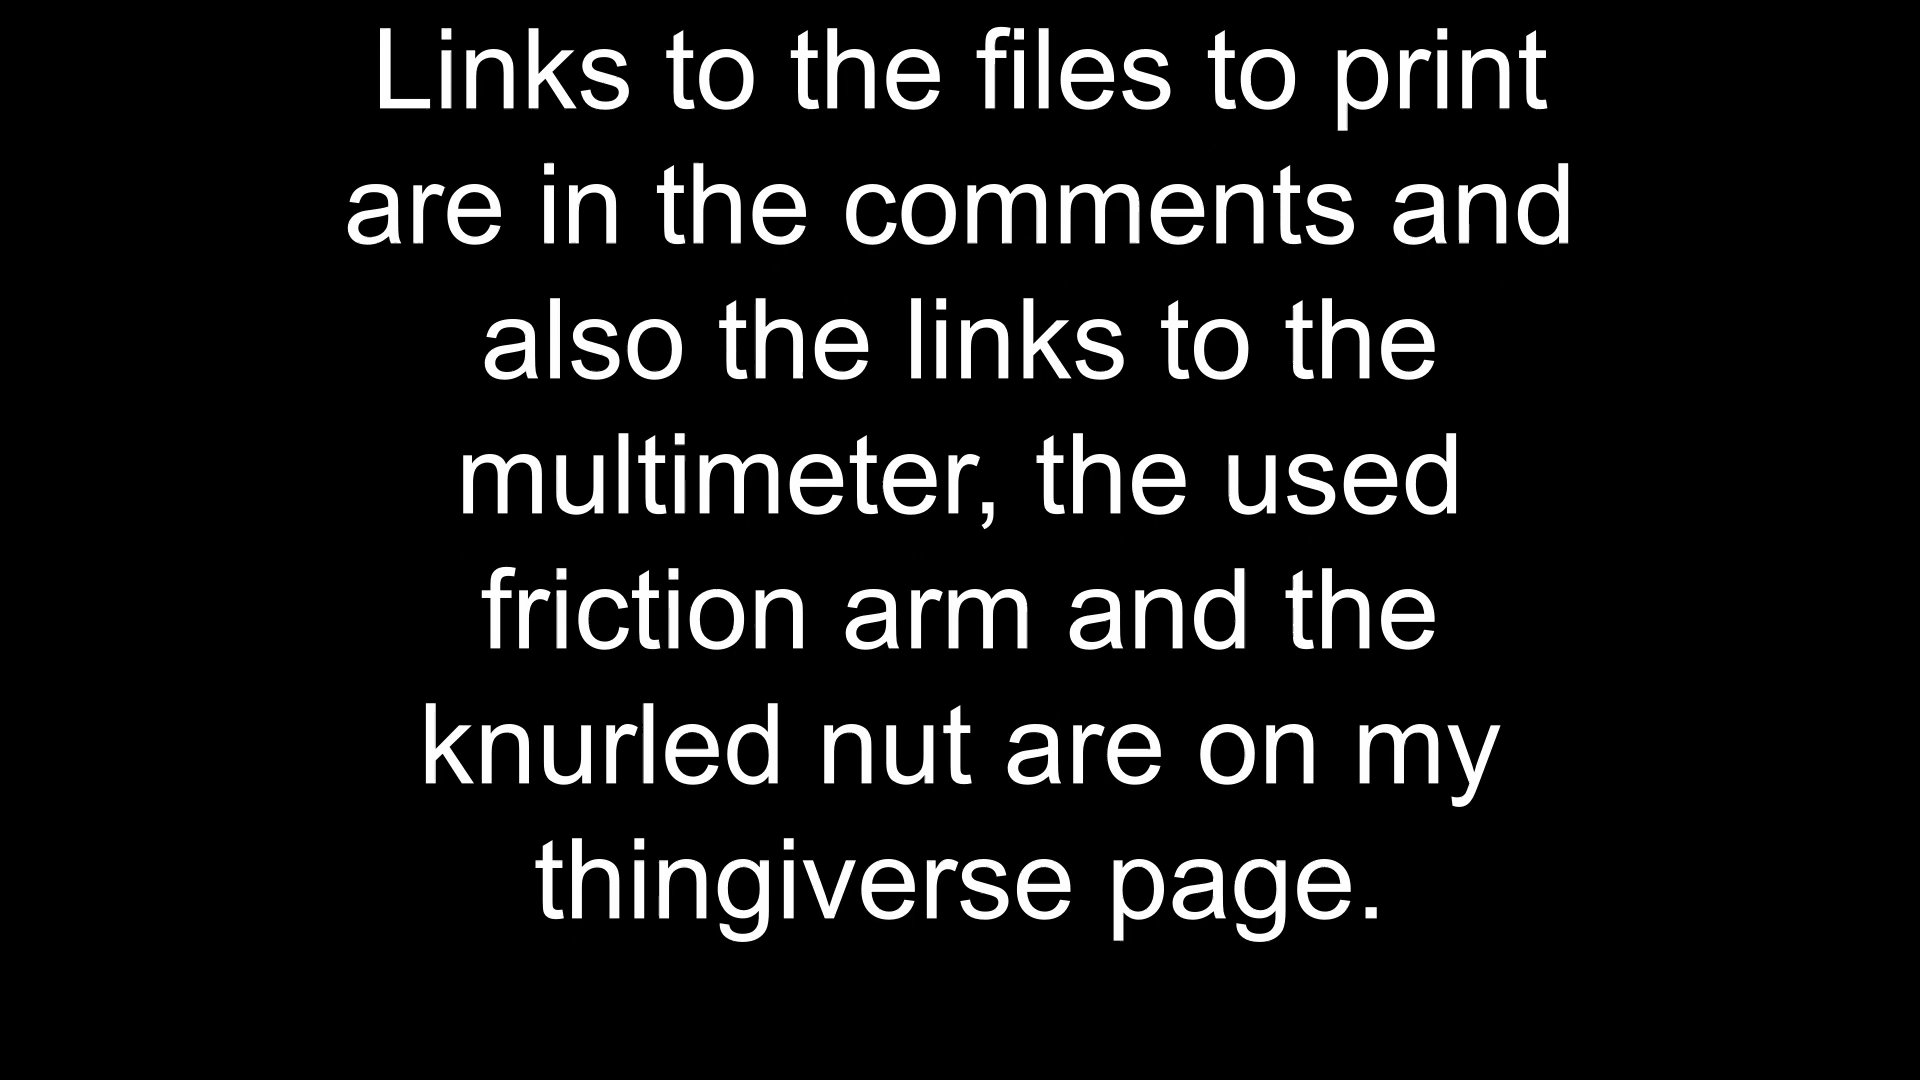 Links to the files to print
are in the comments and
also the links to the
multimeter, the used
friction arm and the
knurled nut are on my
thingiverse page.